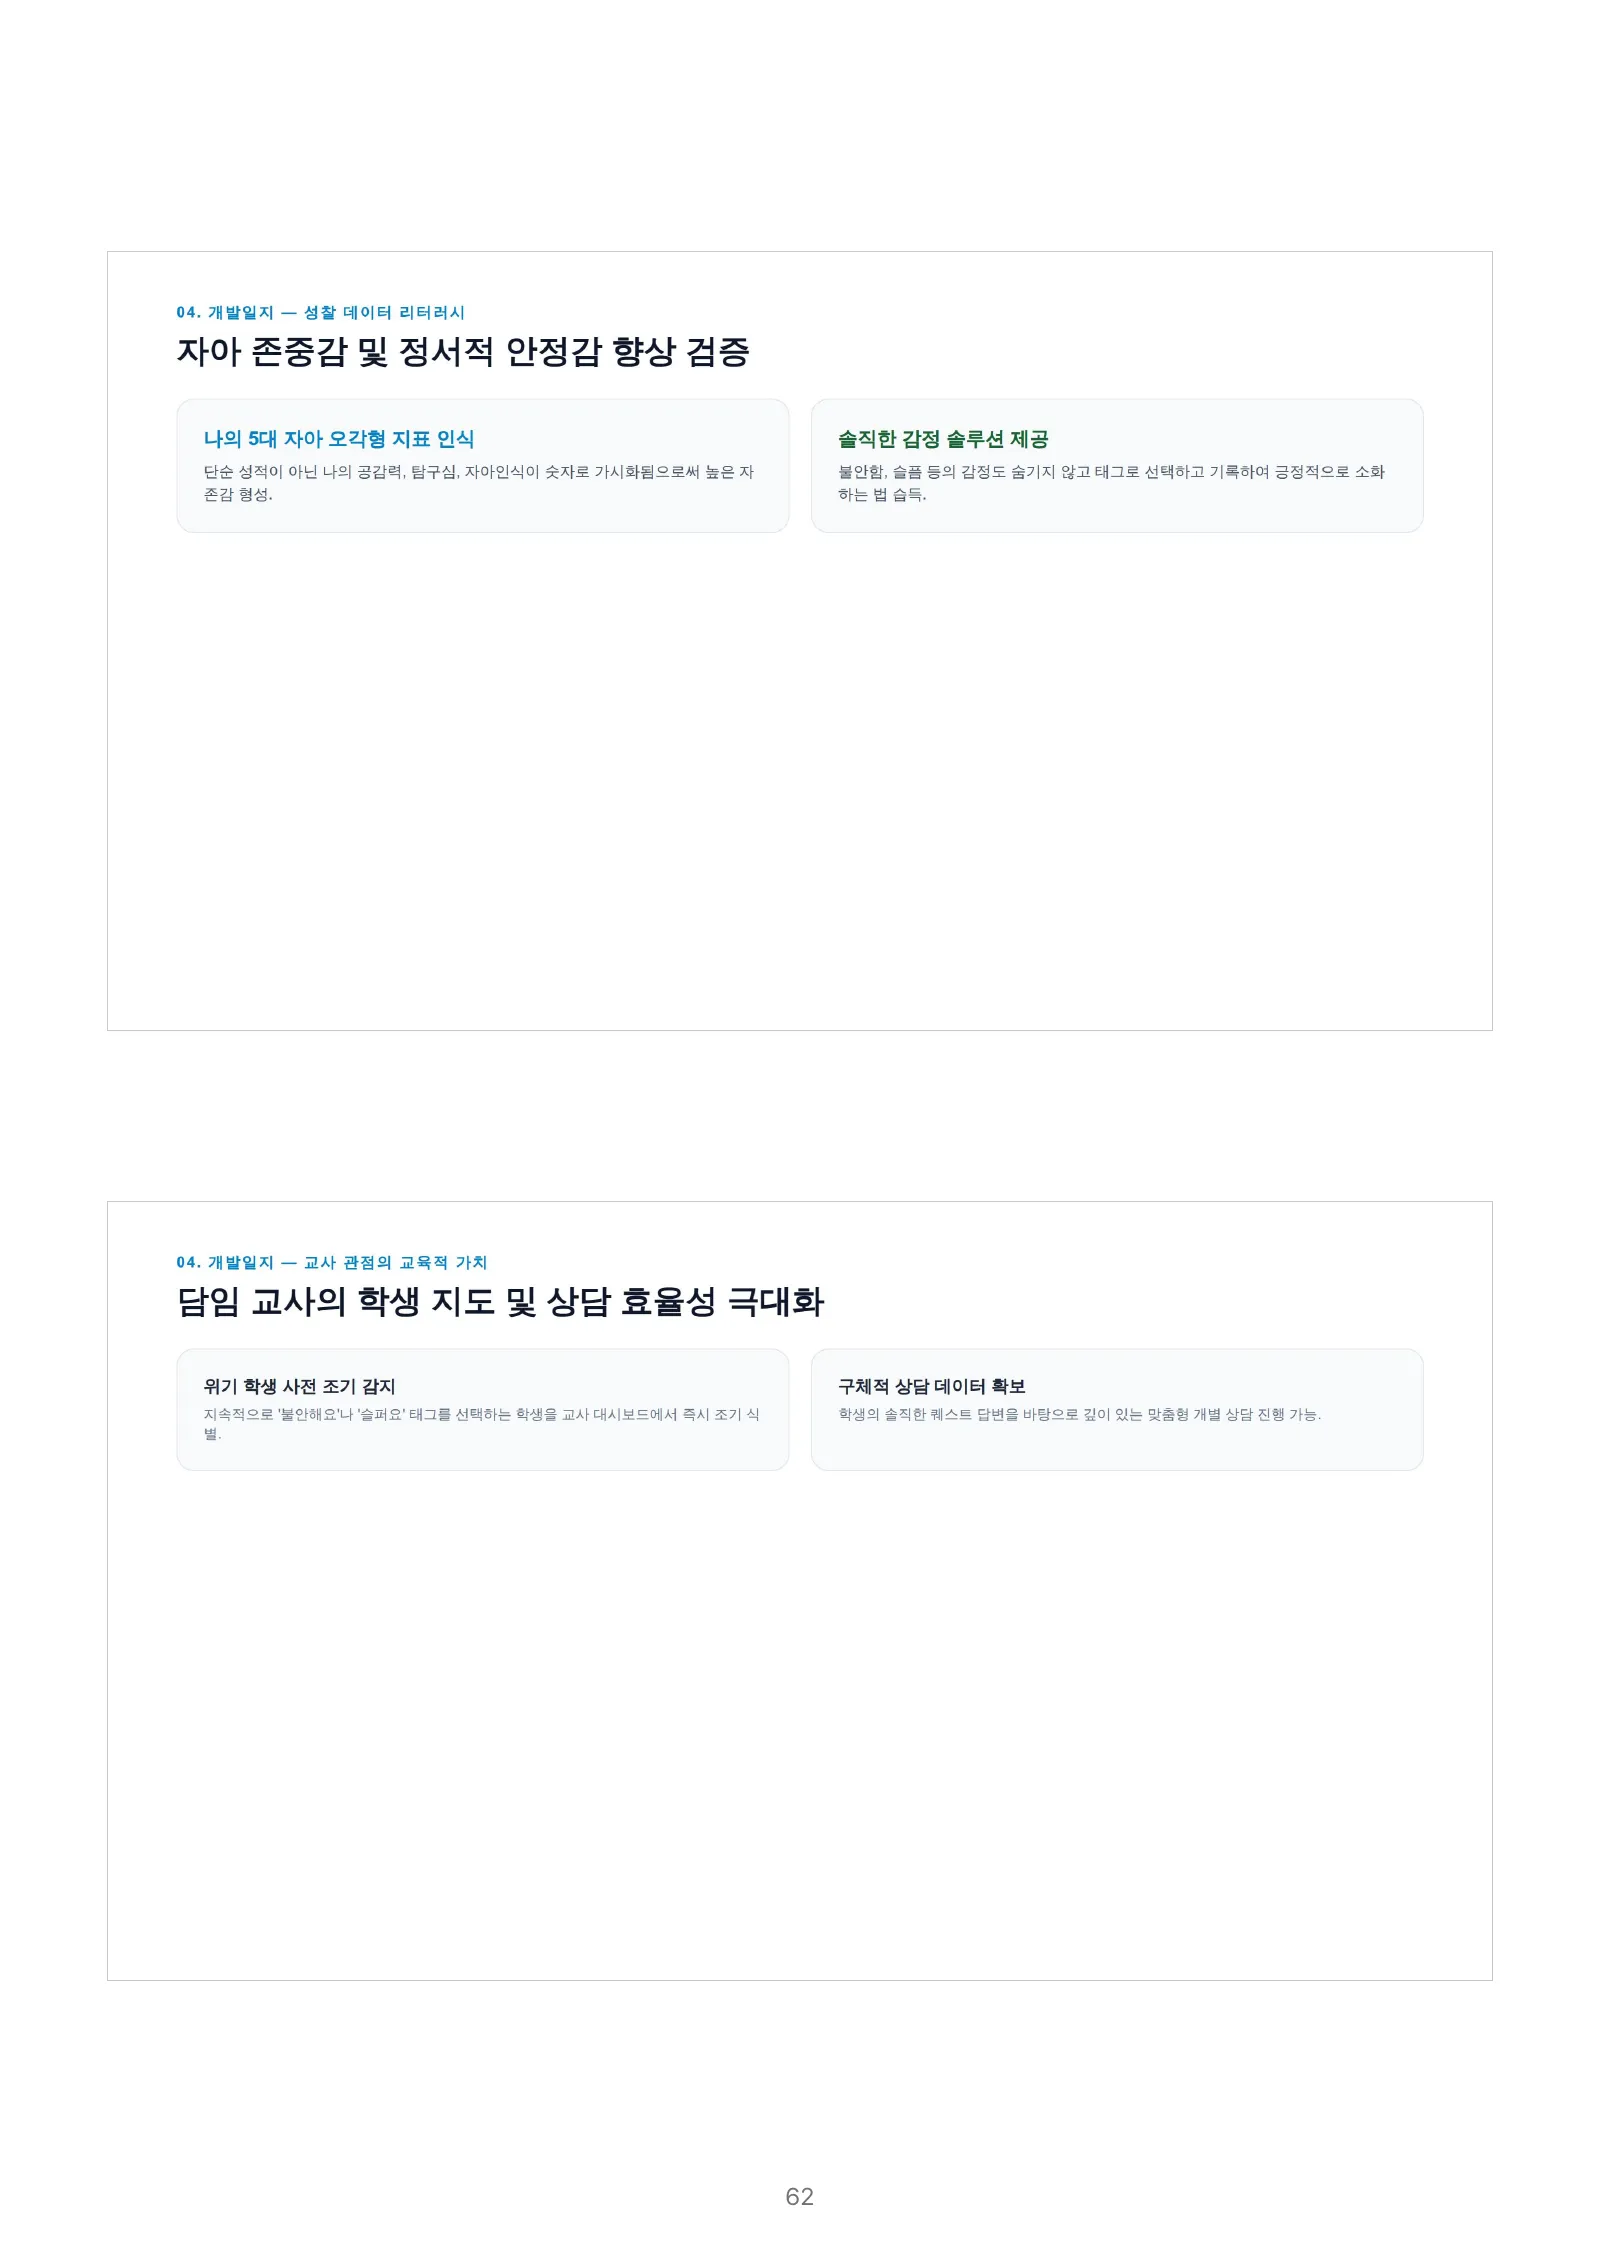 04. 개발일지 — 성찰 데이터 리터러시
자아 존중감 및 정서적 안정감 향상 검증
나의 5대 자아 오각형 지표 인식
단순 성적이 아닌 나의 공감력, 탐구심, 자아인식이 숫자로 가시화됨으로써 높은 자
존감 형성.
솔직한 감정 솔루션 제공
불안함, 슬픔 등의 감정도 숨기지 않고 태그로 선택하고 기록하여 긍정적으로 소화
하는 법 습득.
04. 개발일지 — 교사 관점의 교육적 가치
담임 교사의 학생 지도 및 상담 효율성 극대화
위기 학생 사전 조기 감지
지속적으로 '불안해요'나 '슬퍼요' 태그를 선택하는 학생을 교사 대시보드에서 즉시 조기 식
별.
구체적 상담 데이터 확보
학생의 솔직한 퀘스트 답변을 바탕으로 깊이 있는 맞춤형 개별 상담 진행 가능.
62